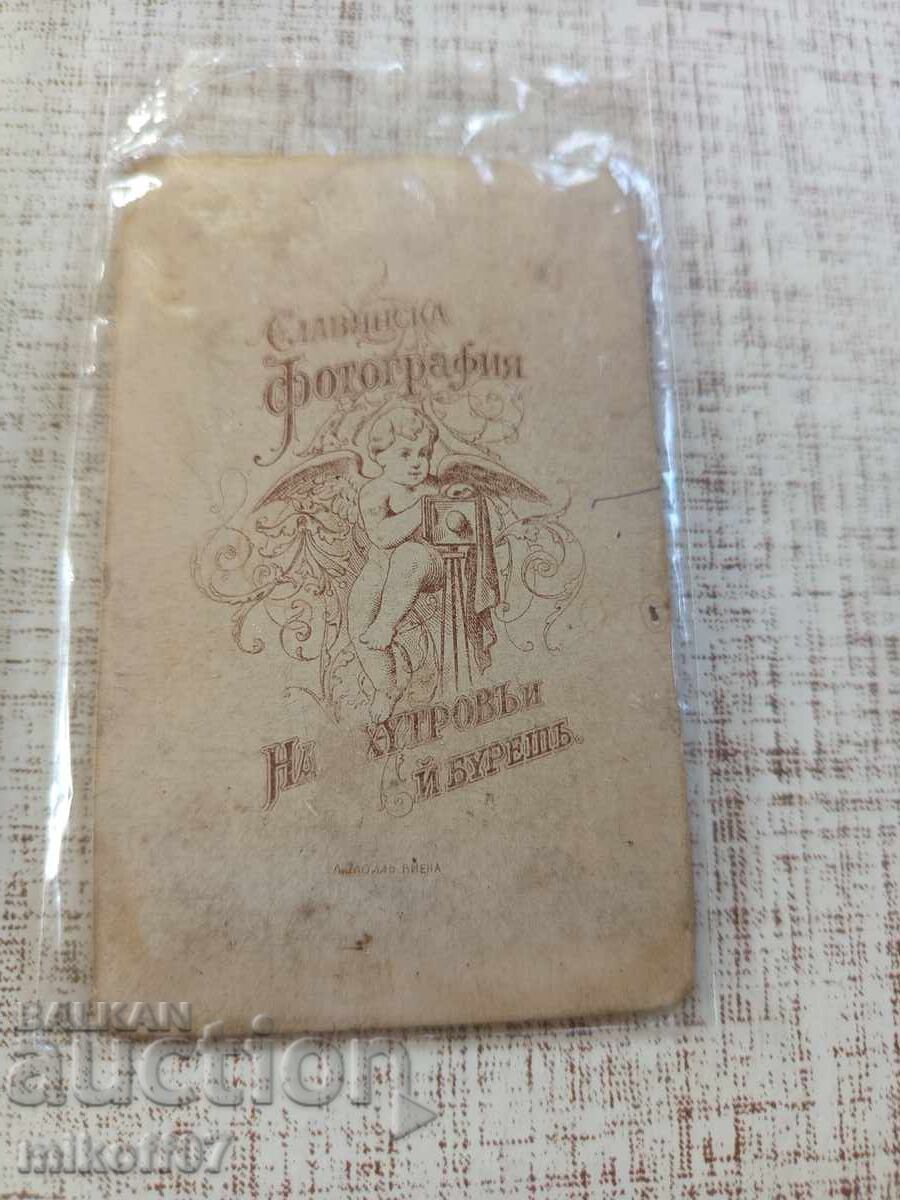 Славянска
Фотография
На ХУТРОВЪ И
Й БУРЕШЪ.
ВИЕНА
BALKAN
auction
mikoff07